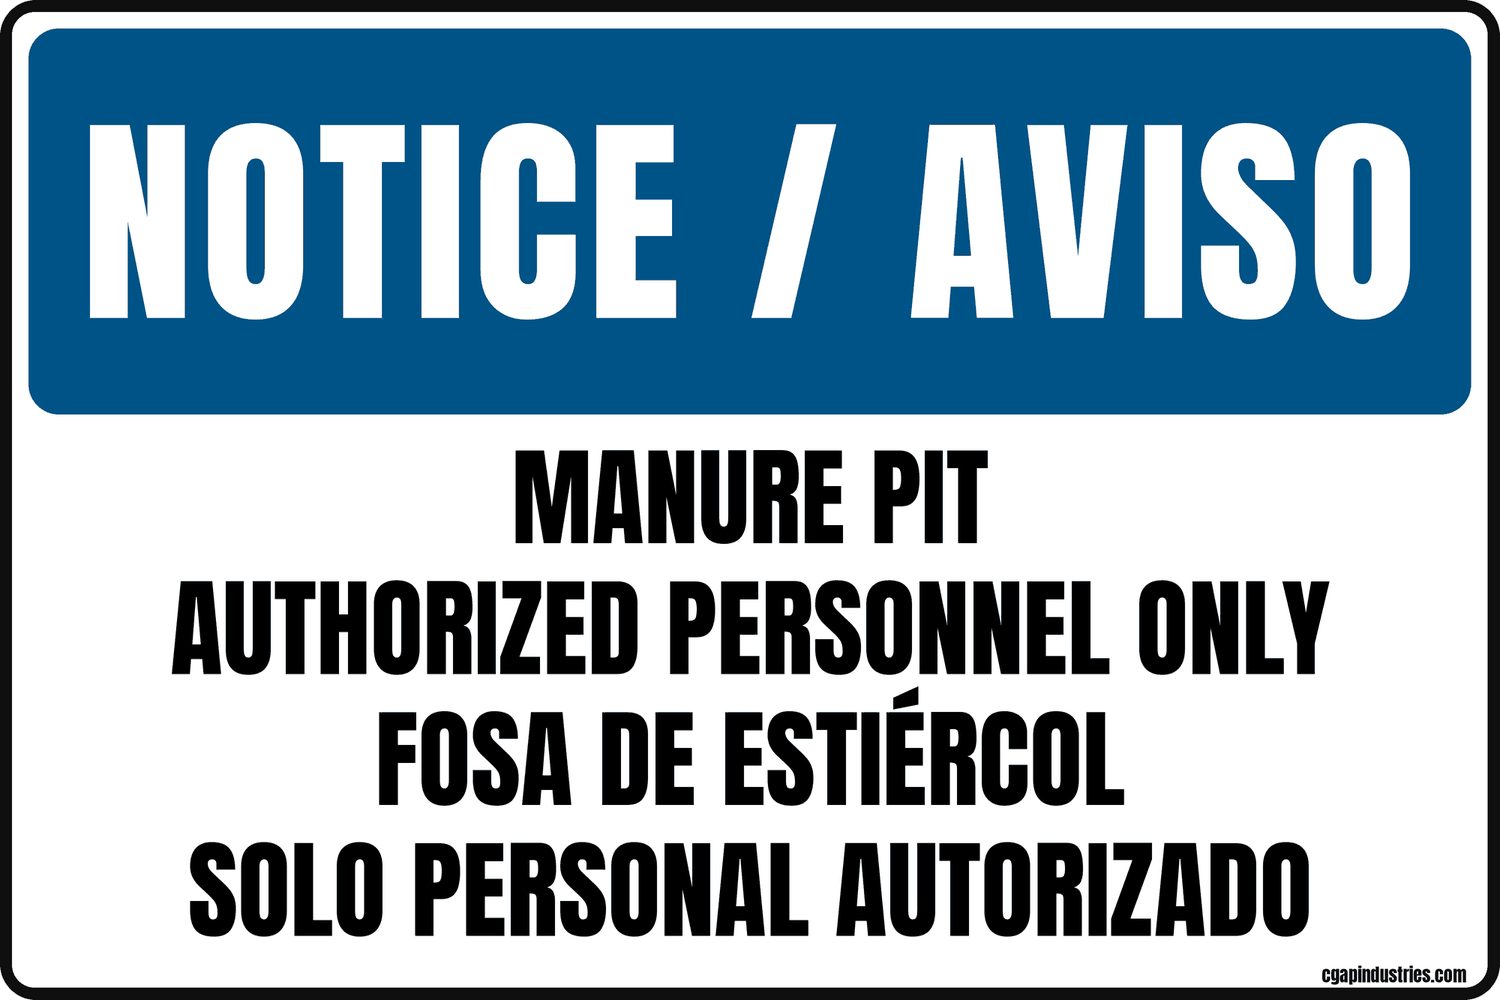 NOTICE / AVISO
MANURE PIT
AUTHORIZED PERSONNEL ONLY
FOSA DE ESTIÉRCOL
SOLO PERSONAL AUTORIZADO
cgapindustries.com